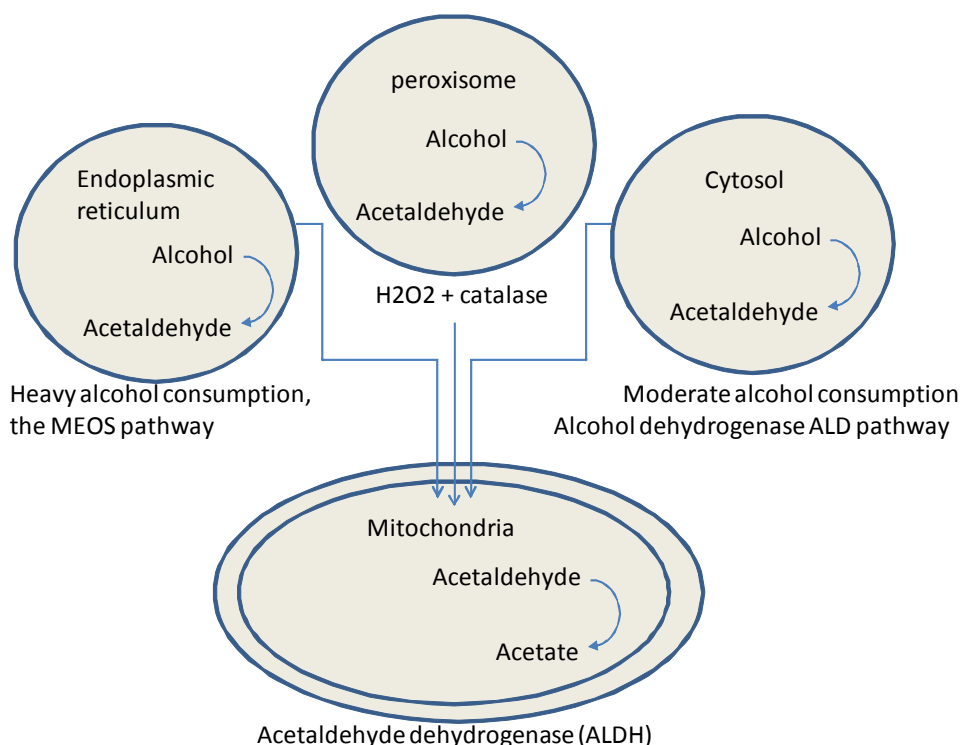 peroxisome
Alcohol
Acetaldehyde
H2O2 + catalase
Endoplasmic
reticulum
Alcohol
Acetaldehyde
Heavy alcohol consumption,
the MEOS pathway
Cytosol
Alcohol
Acetaldehyde
Moderate alcohol consumption
Alcohol dehydrogenase ALD pathway
Mitochondria
Acetaldehyde
Acetate
Acetaldehyde dehydrogenase (ALDH)